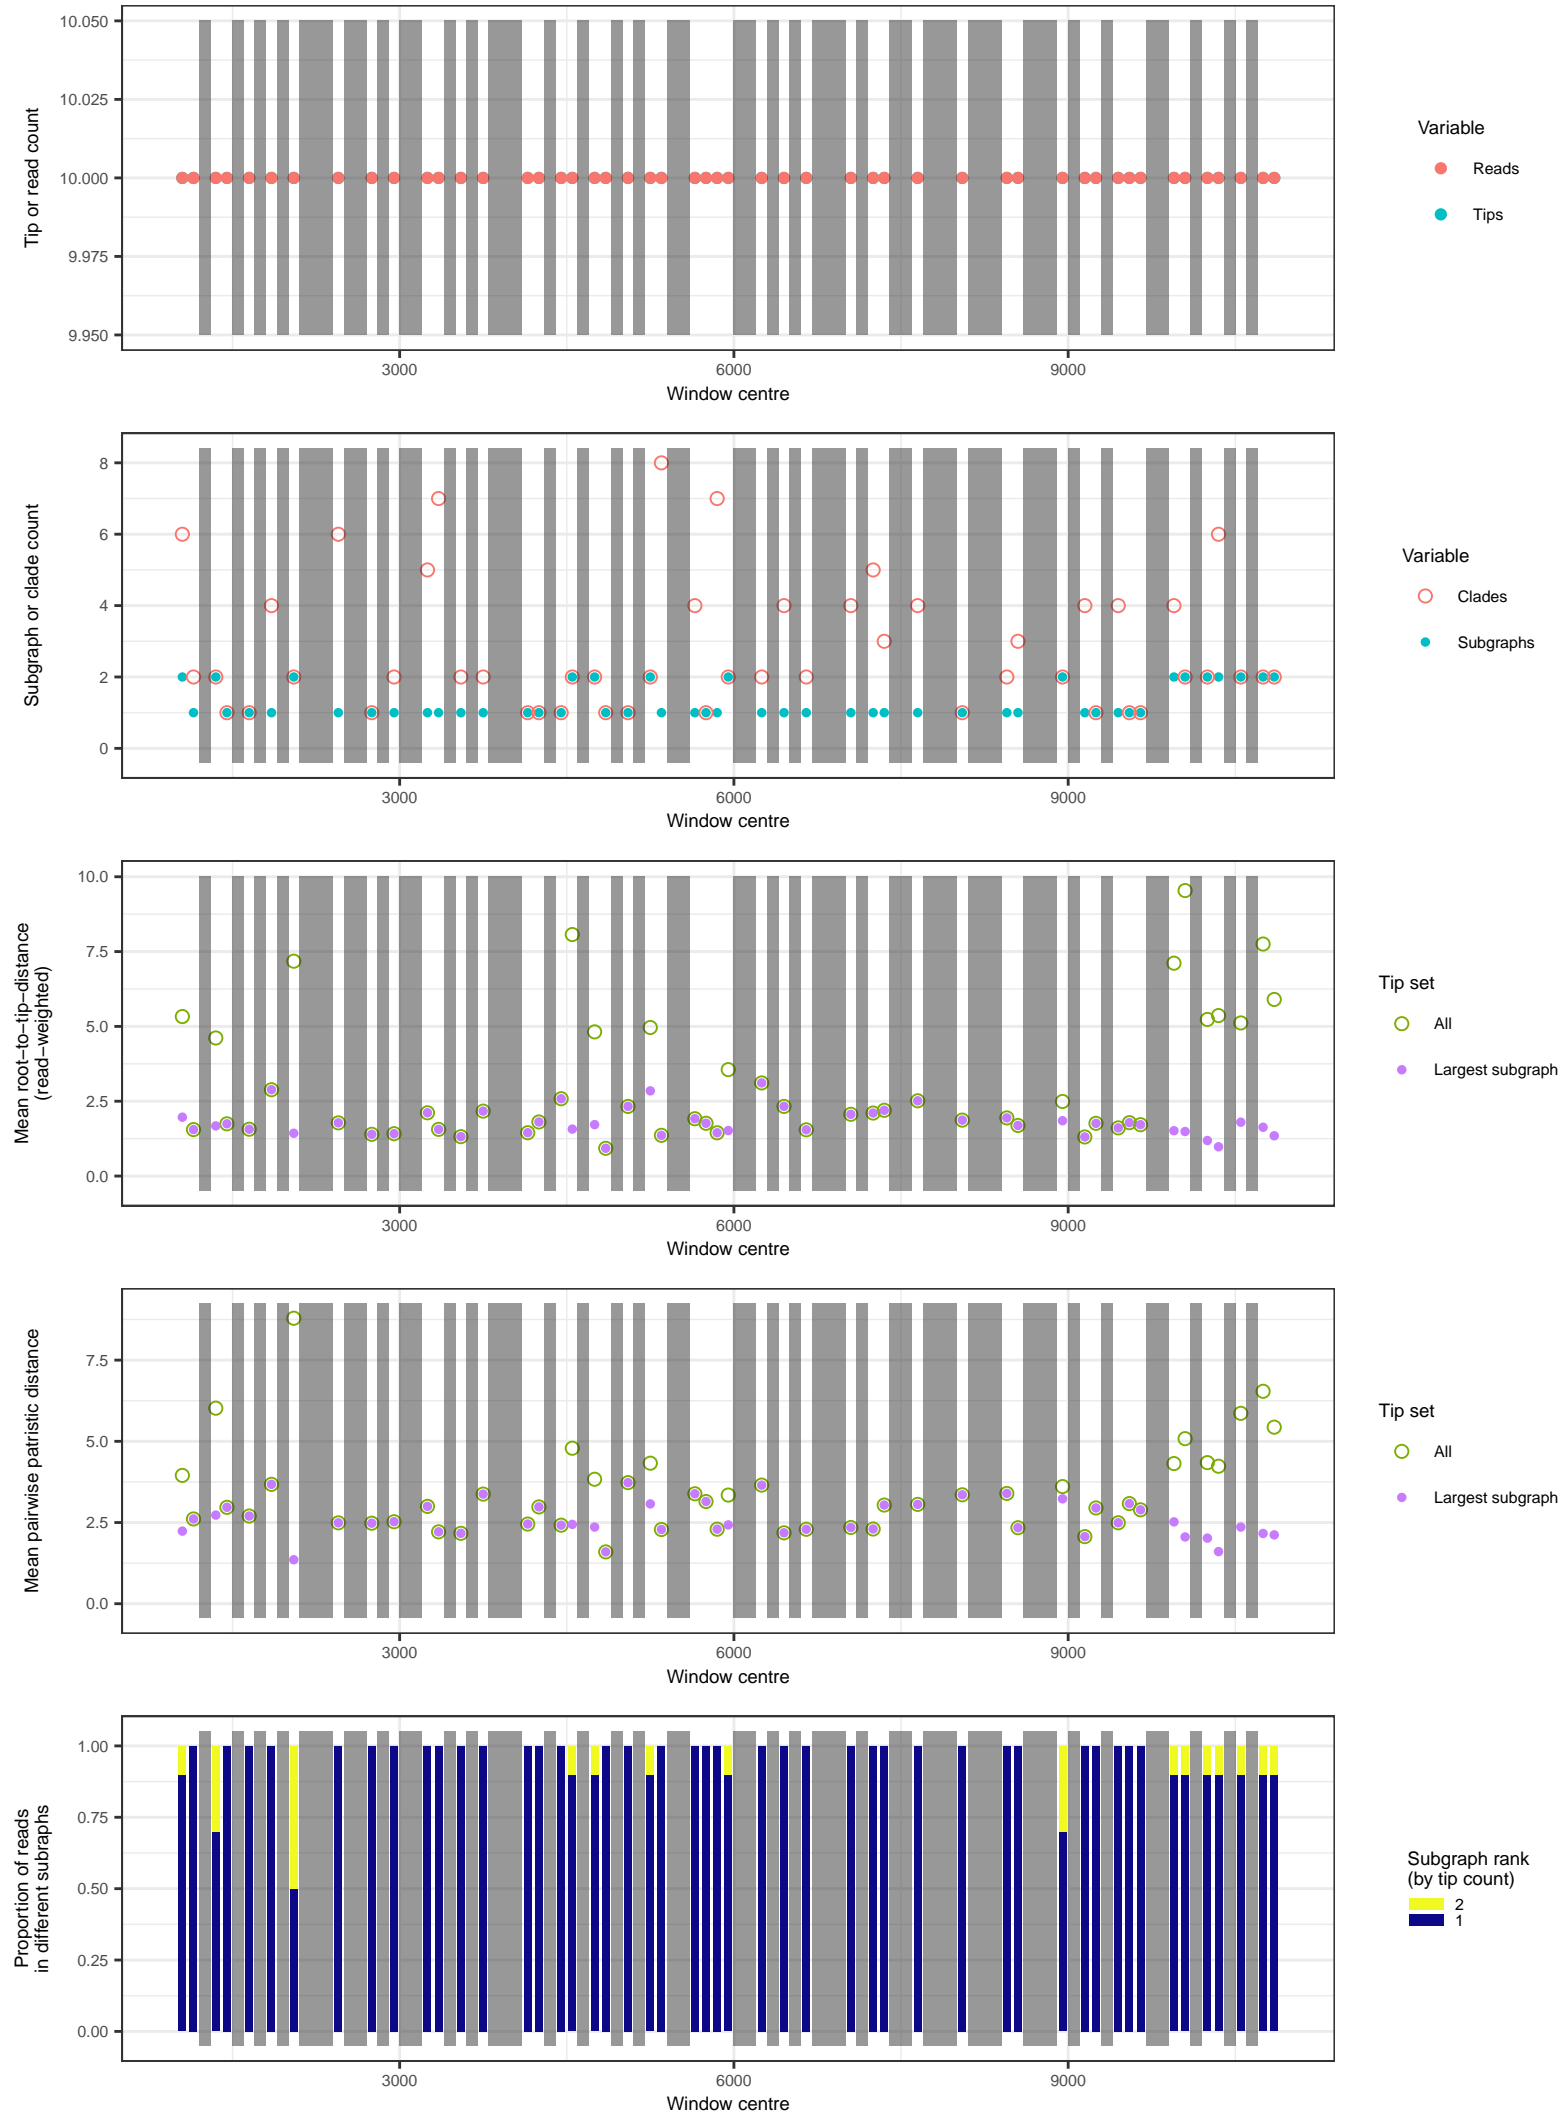 10.050
10.025
10.000
9.975
9.950
Tip or read count
3000
6000
9000
Window centre
Variable
Reads
Tips
8
6
4
2
0
Subgraph or clade count
3000
6000
9000
Window centre
Variable
Clades
Subgraphs
10.0
7.5
5.0
2.5
0.0
Mean root−to−tip−distance
(read−weighted)
3000
6000
9000
Window centre
Tip set
All
Largest subgraph
7.5
5.0
2.5
0.0
Mean pairwise patristic distance
3000
6000
9000
Window centre
Tip set
All
Largest subgraph
1.00
0.75
0.50
0.25
0.00
Proportion of reads
in different subraphs
3000
6000
9000
Window centre
Subgraph rank
(by tip count)
2
1